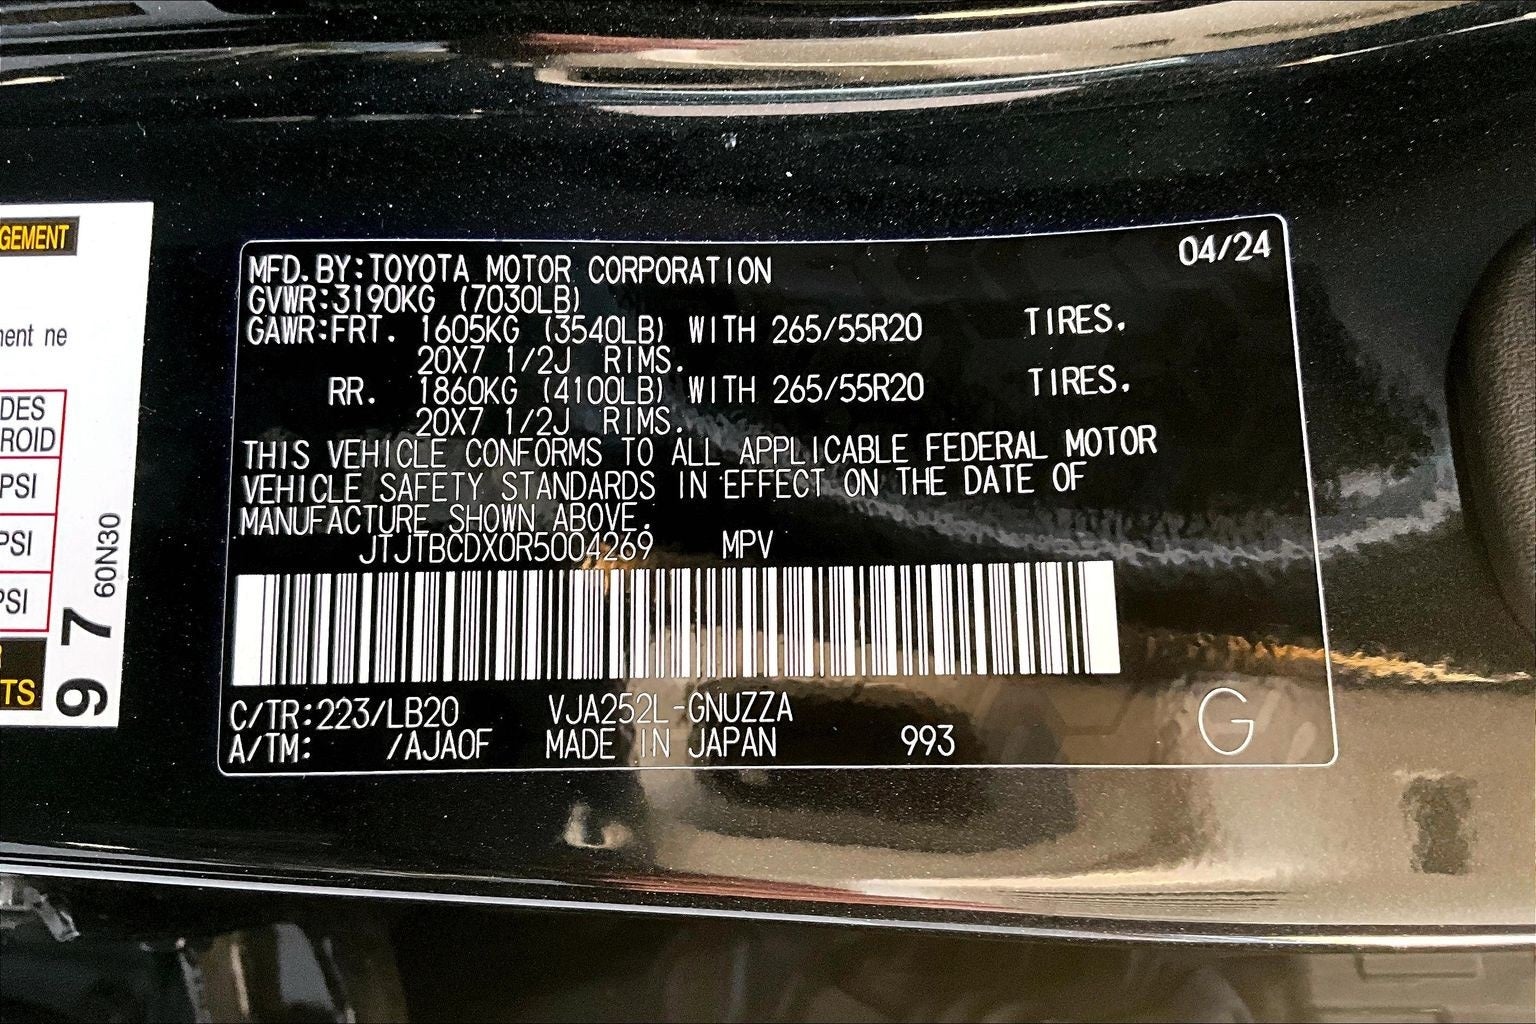 GEMENT
ment ne
DES
ROID
PSI
PSI
PSI
TS
9 7
60N30
04/24
MFD.BY:TOYOTA MOTOR CORPORATION
GVWR:3190KG (7030LB)
GAWR:FRT. 1605KG (3540LB) WITH 265/55R20 TIRES.
20X7 1/2J RIMS.
RR. 1860KG (4100LB) WITH 265/55R20 TIRES.
20X7 1/2J RIMS.
THIS VEHICLE CONFORMS TO ALL APPLICABLE FEDERAL MOTOR
VEHICLE SAFETY STANDARDS IN EFFECT ON THE DATE OF
MANUFACTURE SHOWN ABOVE.
JTJTBCDX0R5004269 MPV
C/TR:223/LB20 VJA252L-GNUZZA
A/TM: /AJA0F MADE IN JAPAN 993
G